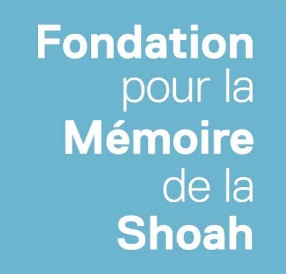 Fondation
pour la
Mémoire
de la
Shoah